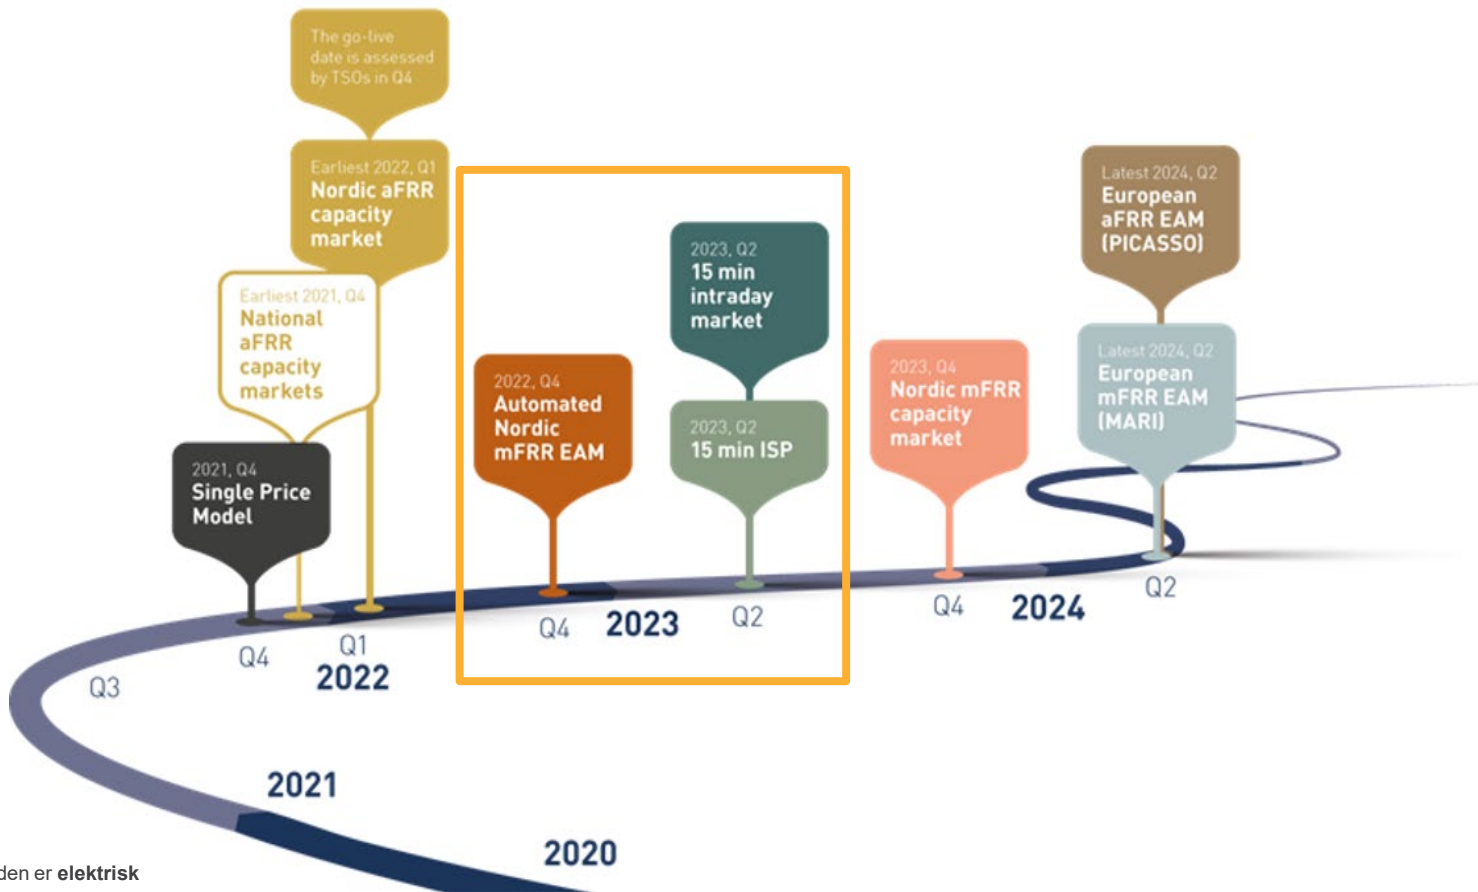 The go-live
date is assessed
by TSOs in Q4
Earliest 2022, Q1
Nordic aFRR
capacity
market
Earliest 2021, Q4
National
aFRR
capacity
markets
2021, Q4
Single Price
Model
2022, Q4
Automated
Nordic
mFRR EAM
2023, Q2
15 min
intraday
market
2023, Q2
15 min ISP
2023, Q4
Nordic mFRR
capacity
market
Latest 2024, Q2
European
aFRR EAM
(PICASSO)
Latest 2024, Q2
European
mFRR EAM
(MARI)
Q3
Q4
Q1
2022
Q4
2023
Q2
Q4
2024
Q2
2021
2020
den er elektrisk